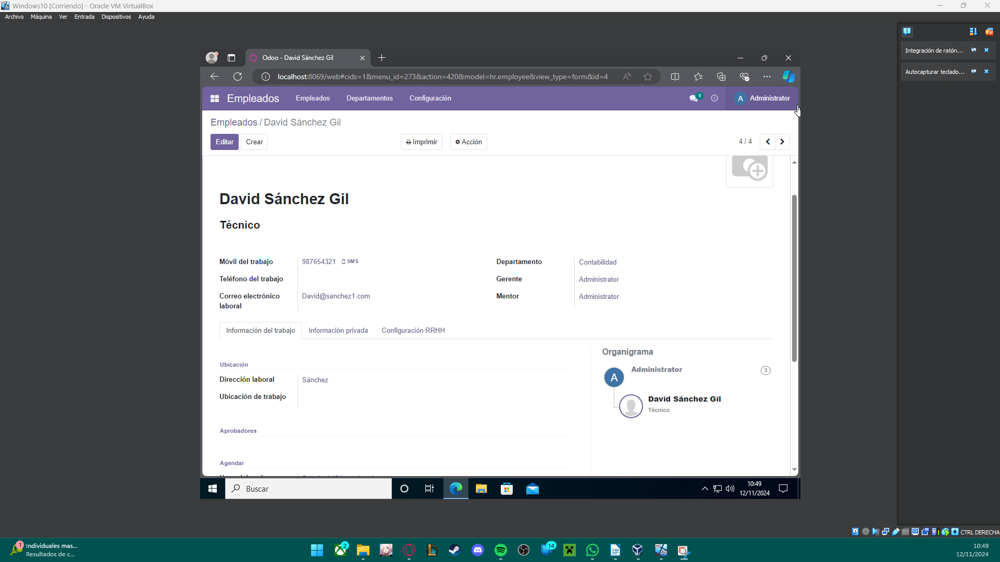 Windows10 [Corriendo] - Oracle VM VirtualBox
Archivo Máquina Ver Entrada Dispositivos Ayuda
Integración de ratón...
Autocapturar teclado...
Odoo - David Sánchez Gil
localhost:8069/web#cids=1&menu_id=273&action=420&model=hr.employee&view_type=form&id=4
Empleados Empleados Departamentos Configuración 1 A Administrator
Empleados / David Sánchez Gil
Editar Crear Imprimir Acción 4 / 4
David Sánchez Gil
Técnico
Móvil del trabajo 987654321 SMS
Teléfono del trabajo
Correo electrónico laboral David@sanchez1.com
Departamento Contabilidad
Gerente Administrator
Mentor Administrator
Información del trabajo Información privada Configuración RRHH
Ubicación
Dirección laboral Sánchez
Ubicación de trabajo
Aprobadores
Agendar
Organigrama
A Administrator 3
David Sánchez Gil
Técnico
Buscar
10:49
12/11/2024
CTRL DERECHA
1 Individuales mas...
Resultados de c...
2
14
10:49
12/11/2024